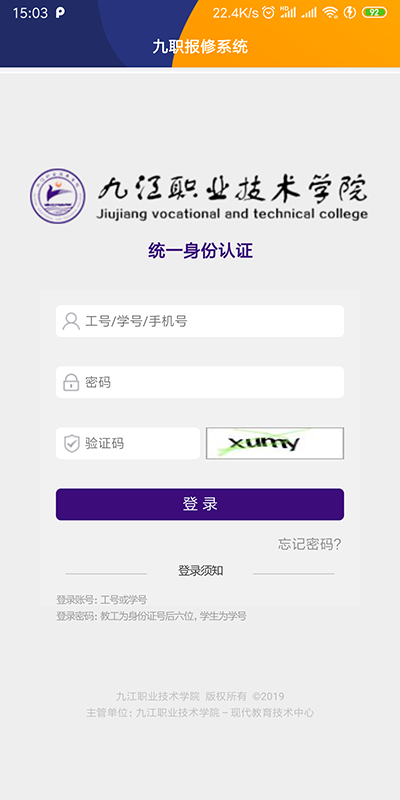 15:03
22.4K/s
92
九职报修系统
九江职业技术学院
Jiujiang vocational and technical college
统一身份认证
工号/学号/手机号
密码
验证码
xumy
登录
忘记密码?
登录须知
登录账号: 工号或学号
登录密码: 教工为身份证号后六位, 学生为学号
九江职业技术学院 版权所有 ©2019
主管单位: 九江职业技术学院 - 现代教育技术中心